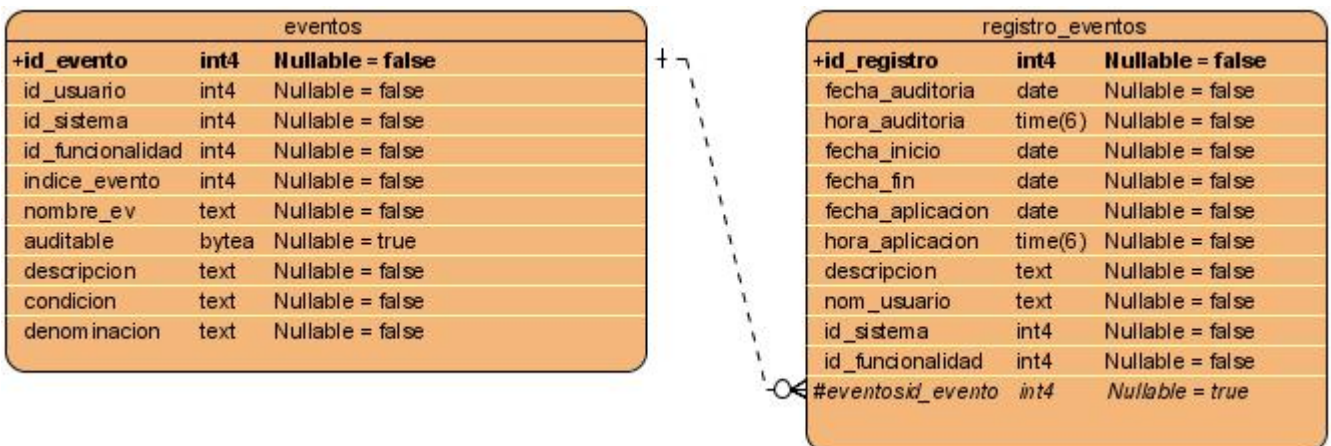 eventos
+id_evento int4 Nullable = false
id_usuario int4 Nullable = false
id_sistema int4 Nullable = false
id_funcionalidad int4 Nullable = false
indice_evento int4 Nullable = false
nombre_ev text Nullable = false
auditable bytea Nullable = true
descripcion text Nullable = false
condicion text Nullable = false
denominacion text Nullable = false
registro_eventos
+id_registro int4 Nullable = false
fecha_auditoria date Nullable = false
hora_auditoria time(6) Nullable = false
fecha_inicio date Nullable = false
fecha_fin date Nullable = false
fecha_aplicacion date Nullable = false
hora_aplicacion time(6) Nullable = false
descripcion text Nullable = false
nom_usuario text Nullable = false
id_sistema int4 Nullable = false
id_funcionalidad int4 Nullable = false
#eventosid_evento int4 Nullable = true